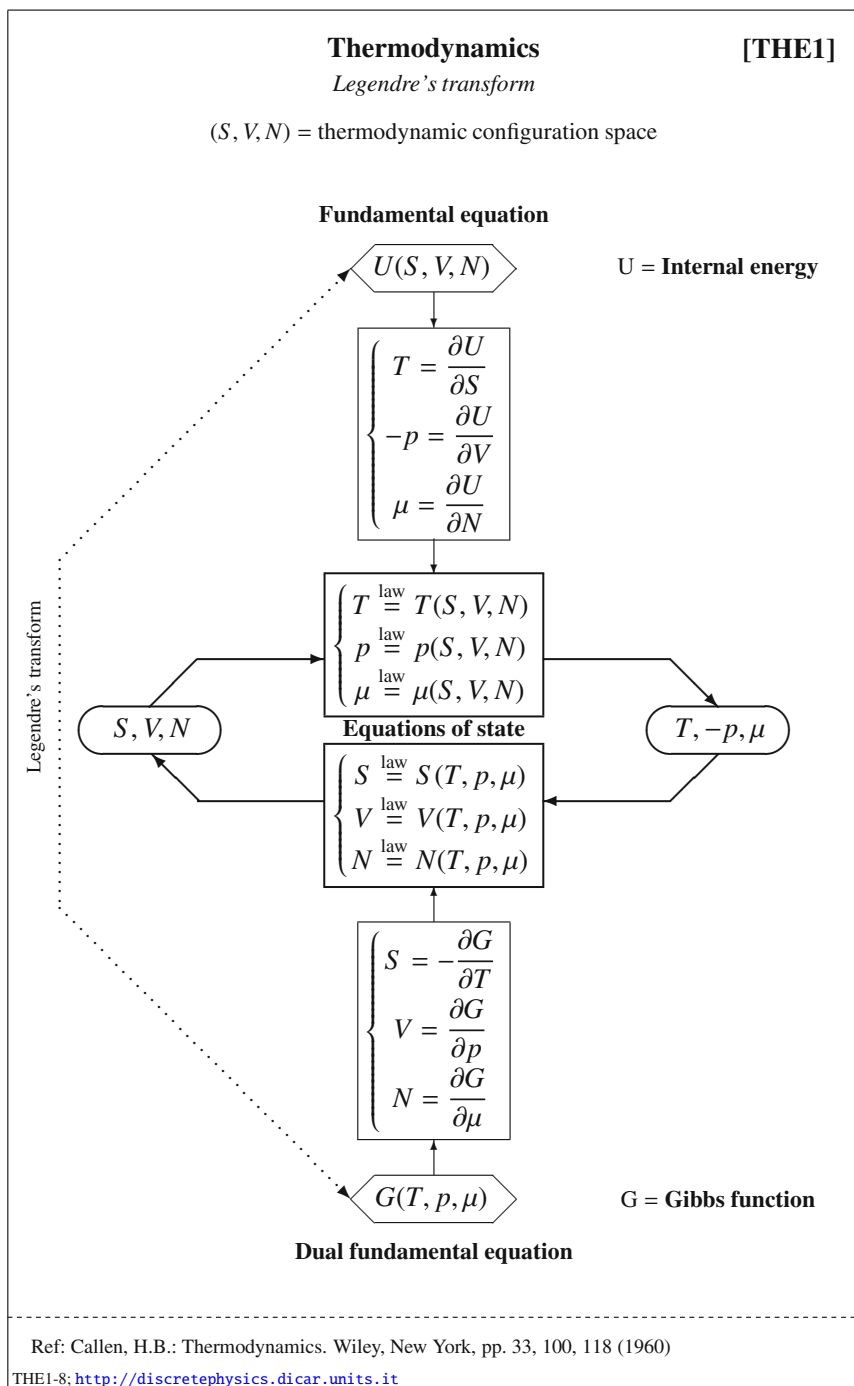 Thermodynamics [THE1]
Legendre's transform
(S, V, N) = thermodynamic configuration space
Fundamental equation
U(S, V, N)
U = Internal energy
T = ∂U/∂S
−p = ∂U/∂V
μ = ∂U/∂N
Legendre's transform
T law= T(S, V, N)
p law= p(S, V, N)
μ law= μ(S, V, N)
S, V, N
Equations of state
T, −p, μ
S law= S(T, p, μ)
V law= V(T, p, μ)
N law= N(T, p, μ)
S = −∂G/∂T
V = ∂G/∂p
N = ∂G/∂μ
G(T, p, μ)
G = Gibbs function
Dual fundamental equation
Ref: Callen, H.B.: Thermodynamics. Wiley, New York, pp. 33, 100, 118 (1960)
THE1-8; http://discretephysics.dicar.units.it